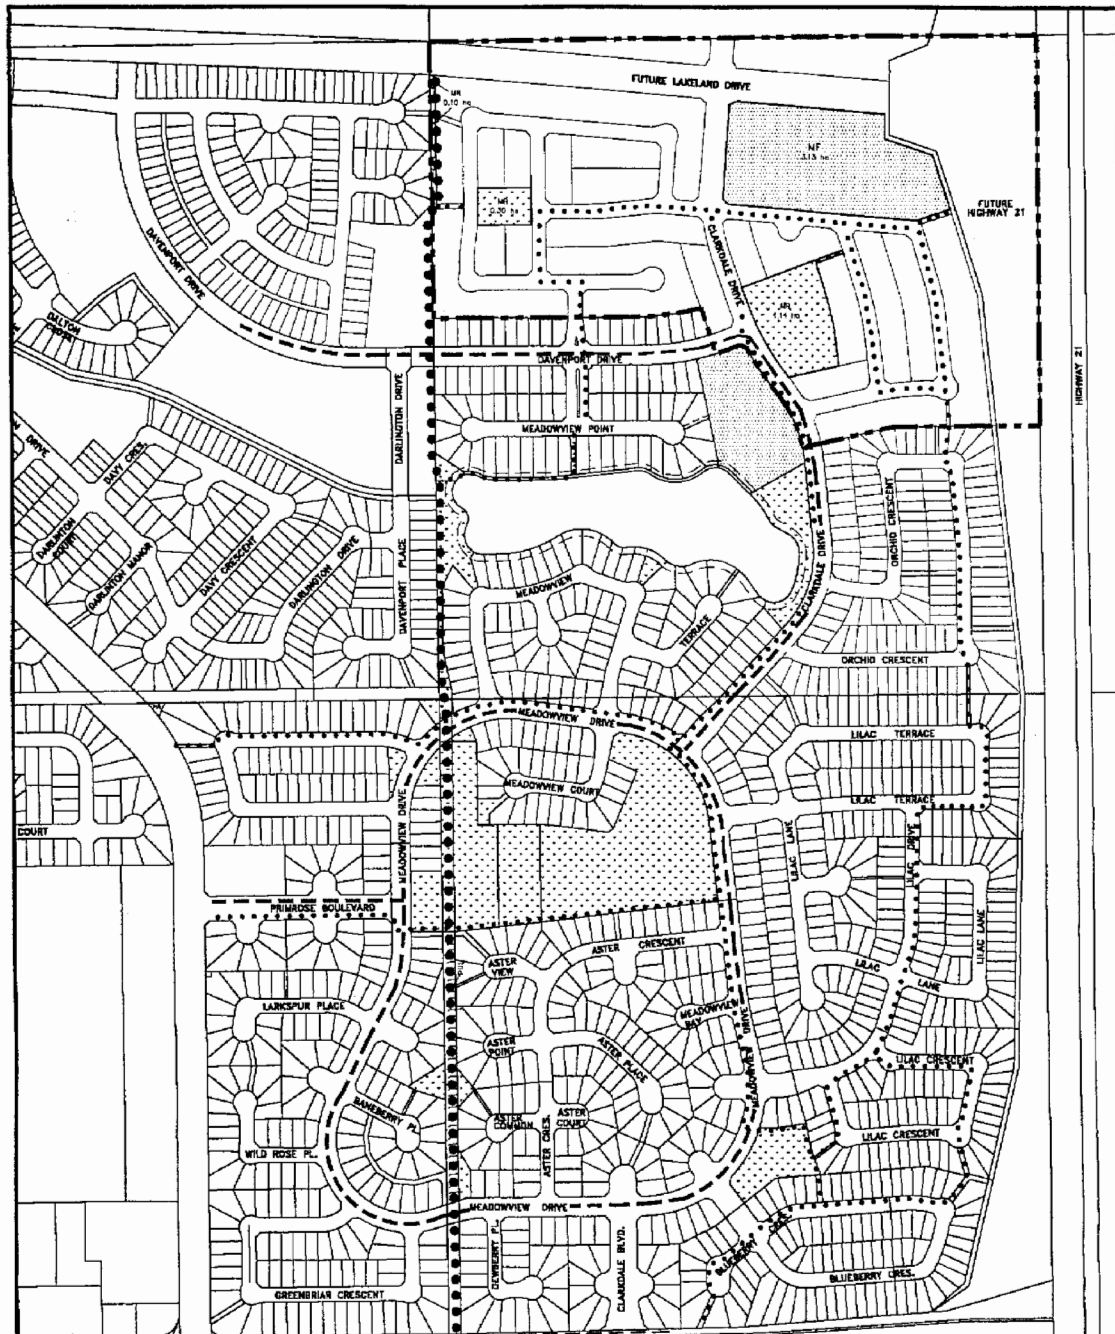 FUTURE LAKELAND DRIVE
MR
0.10 ha
NF
MR
FUTURE
HIGHWAY 21
DAVENPORT DRIVE
CLARKDALE DRIVE
MR
DALTON
CLOSE
DAVENPORT DRIVE
HIGHWAY 21
DARLINGTON DRIVE
MEADOWVIEW POINT
DRIVE
DAVY CRES.
ORCHID CRESCENT
DARLINTON
COURT
DARLINTON MANOR
DAVY CRESCENT
DARLINGTON DRIVE
DAVENPORT PLACE
CLARKDALE DRIVE
MEADOWVIEW
TERRACE
ORCHID CRESCENT
MEADOWVIEW DRIVE
LILAC TERRACE
MEADOWVIEW COURT
LILAC TERRACE
COURT
MEADOWVIEW DRIVE
LILAC LANE
LILAC DRIVE
PRIMROSE BOULEVARD
LILAC LANE
ASTER CRESCENT
ASTER
VIEW
PUL
LILAC
LANE
LARKSPUR PLACE
MEADOWVIEW
BAY
ASTER
POINT
ASTER PLACE
MEADOWVIEW DRIVE
LILAC CRESCENT
BANEBERRY PL.
ASTER
COMMON
ASTER CRES.
ASTER
COURT
LILAC CRESCENT
WILD ROSE PL.
MEADOWVIEW DRIVE
DEWBERRY PL.
CLARKDALE BLVD.
BLUEBERRY CRES.
BLUEBERRY CRES.
GREENBRIAR CRESCENT